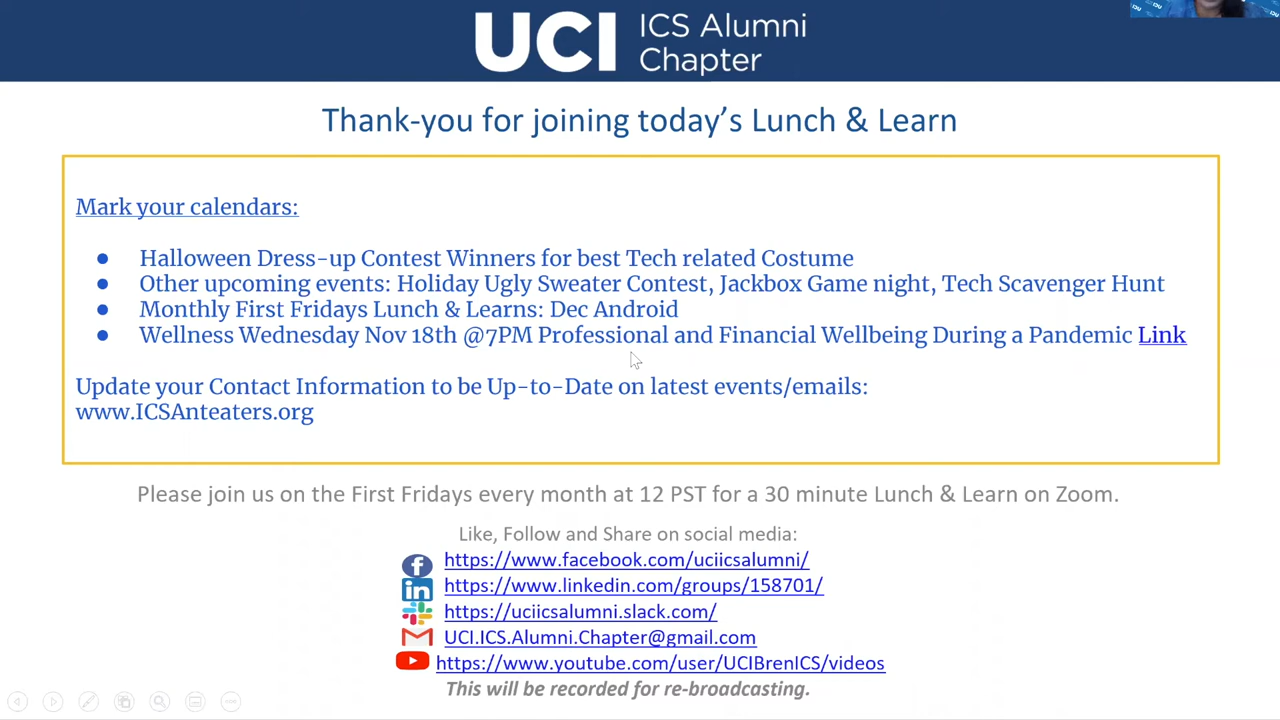 UCI ICS Alumni
Chapter
Thank-you for joining today's Lunch & Learn
Mark your calendars:
● Halloween Dress-up Contest Winners for best Tech related Costume
● Other upcoming events: Holiday Ugly Sweater Contest, Jackbox Game night, Tech Scavenger Hunt
● Monthly First Fridays Lunch & Learns: Dec Android
● Wellness Wednesday Nov 18th @7PM Professional and Financial Wellbeing During a Pandemic Link
Update your Contact Information to be Up-to-Date on latest events/emails:
www.ICSAnteaters.org
Please join us on the First Fridays every month at 12 PST for a 30 minute Lunch & Learn on Zoom.
Like, Follow and Share on social media:
https://www.facebook.com/uciicsalumni/
https://www.linkedin.com/groups/158701/
https://uciicsalumni.slack.com/
UCI.ICS.Alumni.Chapter@gmail.com
https://www.youtube.com/user/UCIBrenICS/videos
This will be recorded for re-broadcasting.